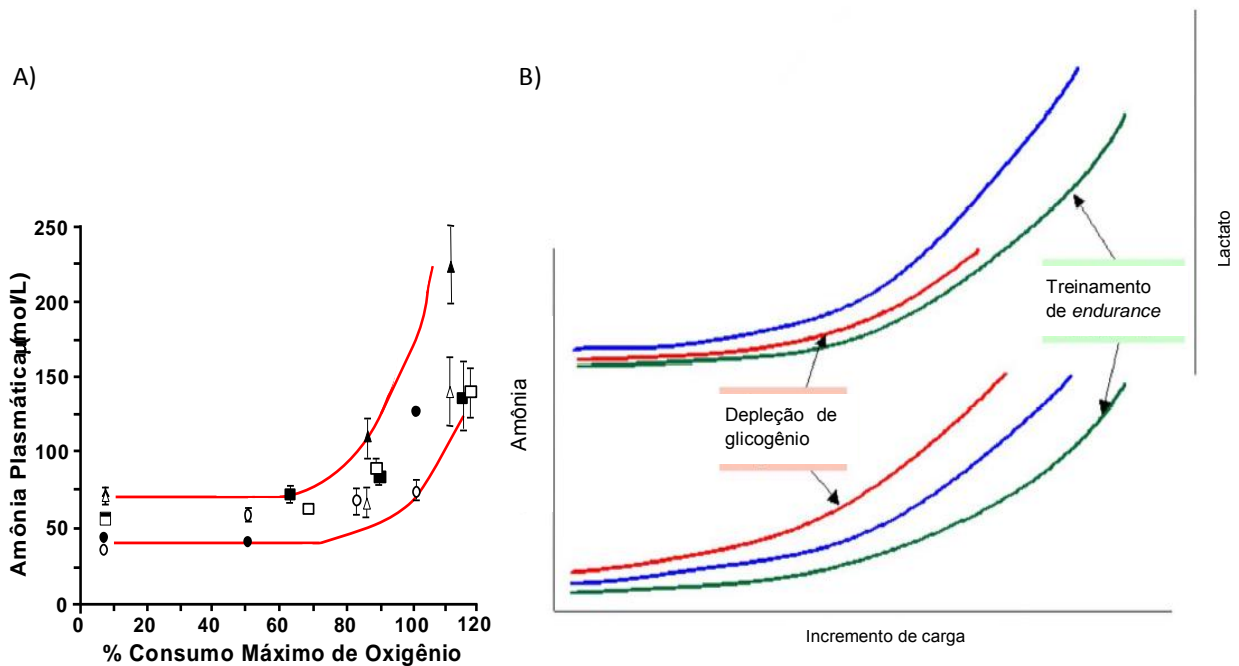 A)
B)
250
200
150
100
50
0
Amônia Plasmática(µmol/L)
0 20 40 60 80 100 120
% Consumo Máximo de Oxigênio
Lactato
Treinamento
de endurance
Depleção de
glicogênio
Amônia
Incremento de carga